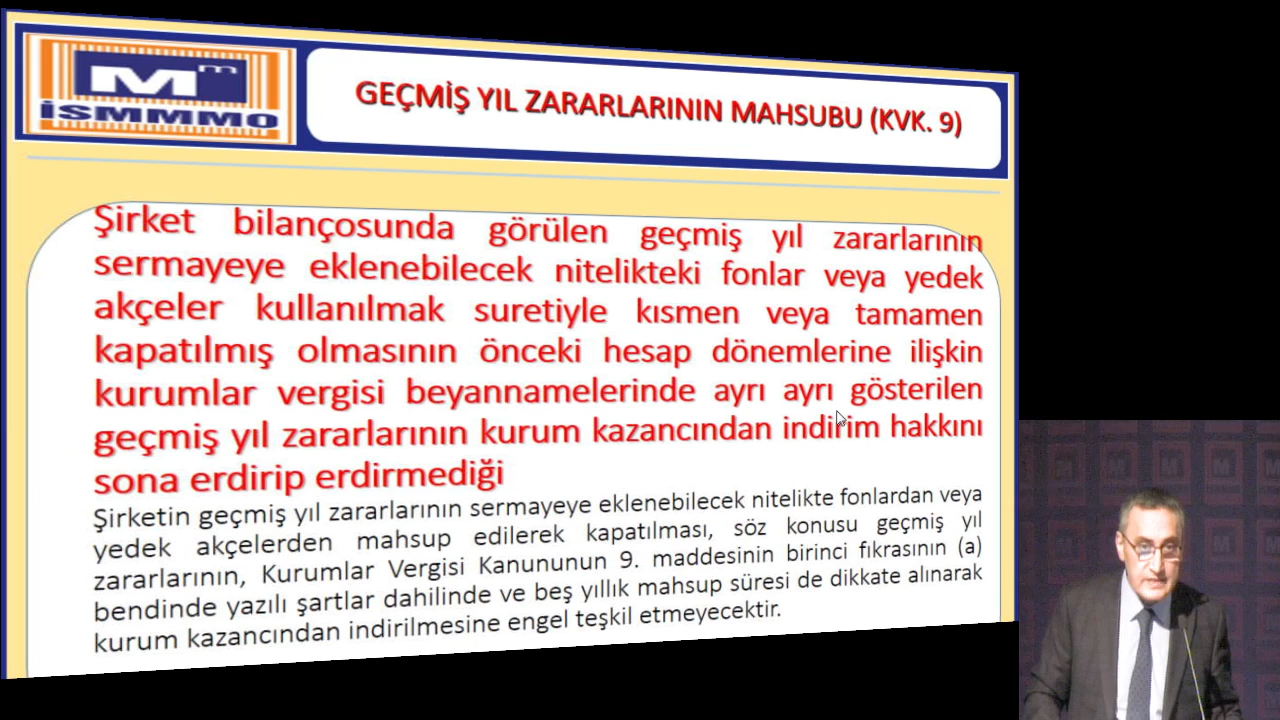 Mm
İSMMMO
GEÇMİŞ YIL ZARARLARININ MAHSUBU (KVK. 9)
Şirket bilançosunda görülen geçmiş yıl zararlarının
sermayeye eklenebilecek nitelikteki fonlar veya yedek
akçeler kullanılmak suretiyle kısmen veya tamamen
kapatılmış olmasının önceki hesap dönemlerine ilişkin
kurumlar vergisi beyannamelerinde ayrı ayrı gösterilen
geçmiş yıl zararlarının kurum kazancından indirim hakkını
sona erdirip erdirmediği
Şirketin geçmiş yıl zararlarının sermayeye eklenebilecek nitelikte fonlardan veya
yedek akçelerden mahsup edilerek kapatılması, söz konusu geçmiş yıl
zararlarının, Kurumlar Vergisi Kanununun 9. maddesinin birinci fıkrasının (a)
bendinde yazılı şartlar dahilinde ve beş yıllık mahsup süresi de dikkate alınarak
kurum kazancından indirilmesine engel teşkil etmeyecektir.